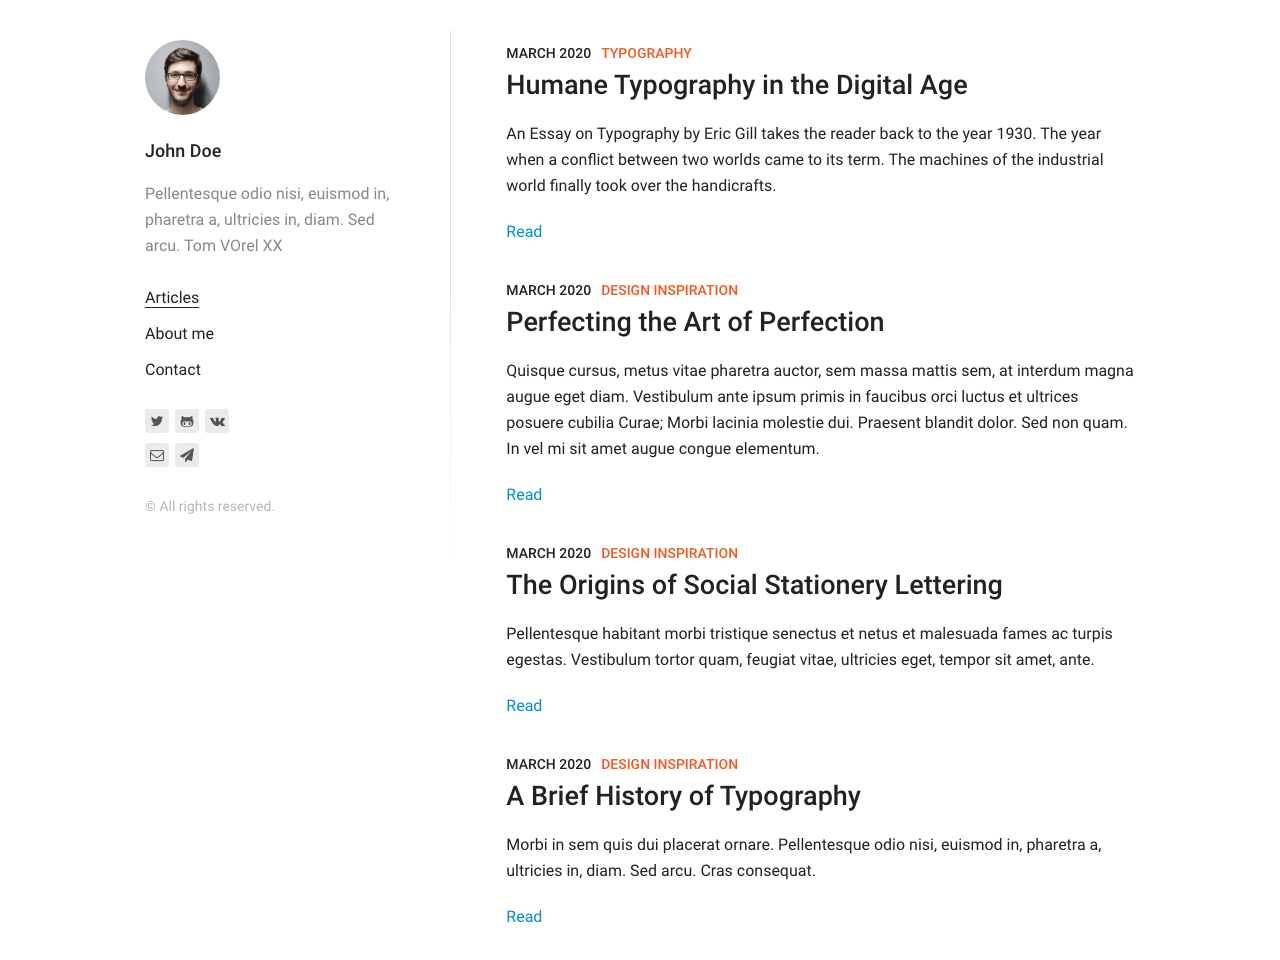 John Doe
Pellentesque odio nisi, euismod in,
pharetra a, ultricies in, diam. Sed
arcu. Tom VOrel XX
Articles
About me
Contact
© All rights reserved.
MARCH 2020 TYPOGRAPHY
Humane Typography in the Digital Age
An Essay on Typography by Eric Gill takes the reader back to the year 1930. The year
when a conflict between two worlds came to its term. The machines of the industrial
world finally took over the handicrafts.
Read
MARCH 2020 DESIGN INSPIRATION
Perfecting the Art of Perfection
Quisque cursus, metus vitae pharetra auctor, sem massa mattis sem, at interdum magna
augue eget diam. Vestibulum ante ipsum primis in faucibus orci luctus et ultrices
posuere cubilia Curae; Morbi lacinia molestie dui. Praesent blandit dolor. Sed non quam.
In vel mi sit amet augue congue elementum.
Read
MARCH 2020 DESIGN INSPIRATION
The Origins of Social Stationery Lettering
Pellentesque habitant morbi tristique senectus et netus et malesuada fames ac turpis
egestas. Vestibulum tortor quam, feugiat vitae, ultricies eget, tempor sit amet, ante.
Read
MARCH 2020 DESIGN INSPIRATION
A Brief History of Typography
Morbi in sem quis dui placerat ornare. Pellentesque odio nisi, euismod in, pharetra a,
ultricies in, diam. Sed arcu. Cras consequat.
Read